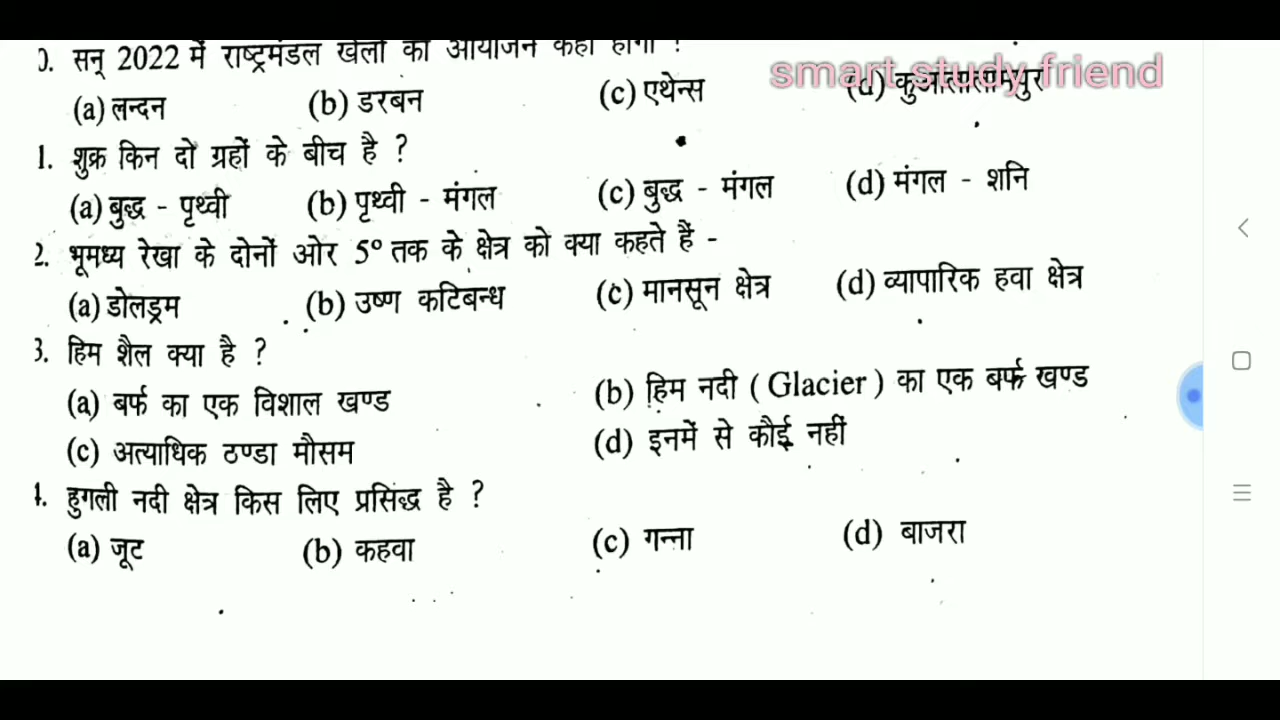 0. सन् 2022 में राष्ट्रमंडल खेलों का आयोजन कहाँ होगा ?
smart study friend
(a) लन्दन (b) डरबन (c) एथेन्स (d) कुआलालामपुर
1. शुक्र किन दो ग्रहों के बीच है ?
(a) बुद्ध - पृथ्वी (b) पृथ्वी - मंगल (c) बुद्ध - मंगल (d) मंगल - शनि
2. भूमध्य रेखा के दोनों ओर 5° तक के क्षेत्र को क्या कहते हैं -
(a) डोलड्रम (b) उष्ण कटिबन्ध (c) मानसून क्षेत्र (d) व्यापारिक हवा क्षेत्र
3. हिम शैल क्या है ?
(a) बर्फ का एक विशाल खण्ड (b) हिम नदी ( Glacier ) का एक बर्फ खण्ड
(c) अत्याधिक ठण्डा मौसम (d) इनमें से कौई नहीं
4. हुगली नदी क्षेत्र किस लिए प्रसिद्ध है ?
(a) जूट (b) कहवा (c) गन्ना (d) बाजरा